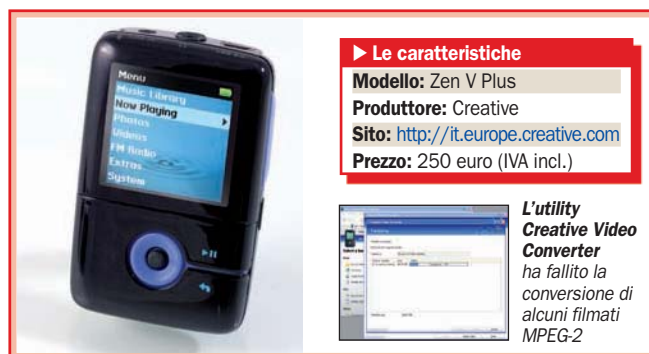 Menu
Music Library
Now Playing
Photos
Videos
FM Radio
Extras
System
▶ Le caratteristiche
Modello: Zen V Plus
Produttore: Creative
Sito: http://it.europe.creative.com
Prezzo: 250 euro (IVA incl.)
L'utility
Creative Video
Converter
ha fallito la
conversione di
alcuni filmati
MPEG-2